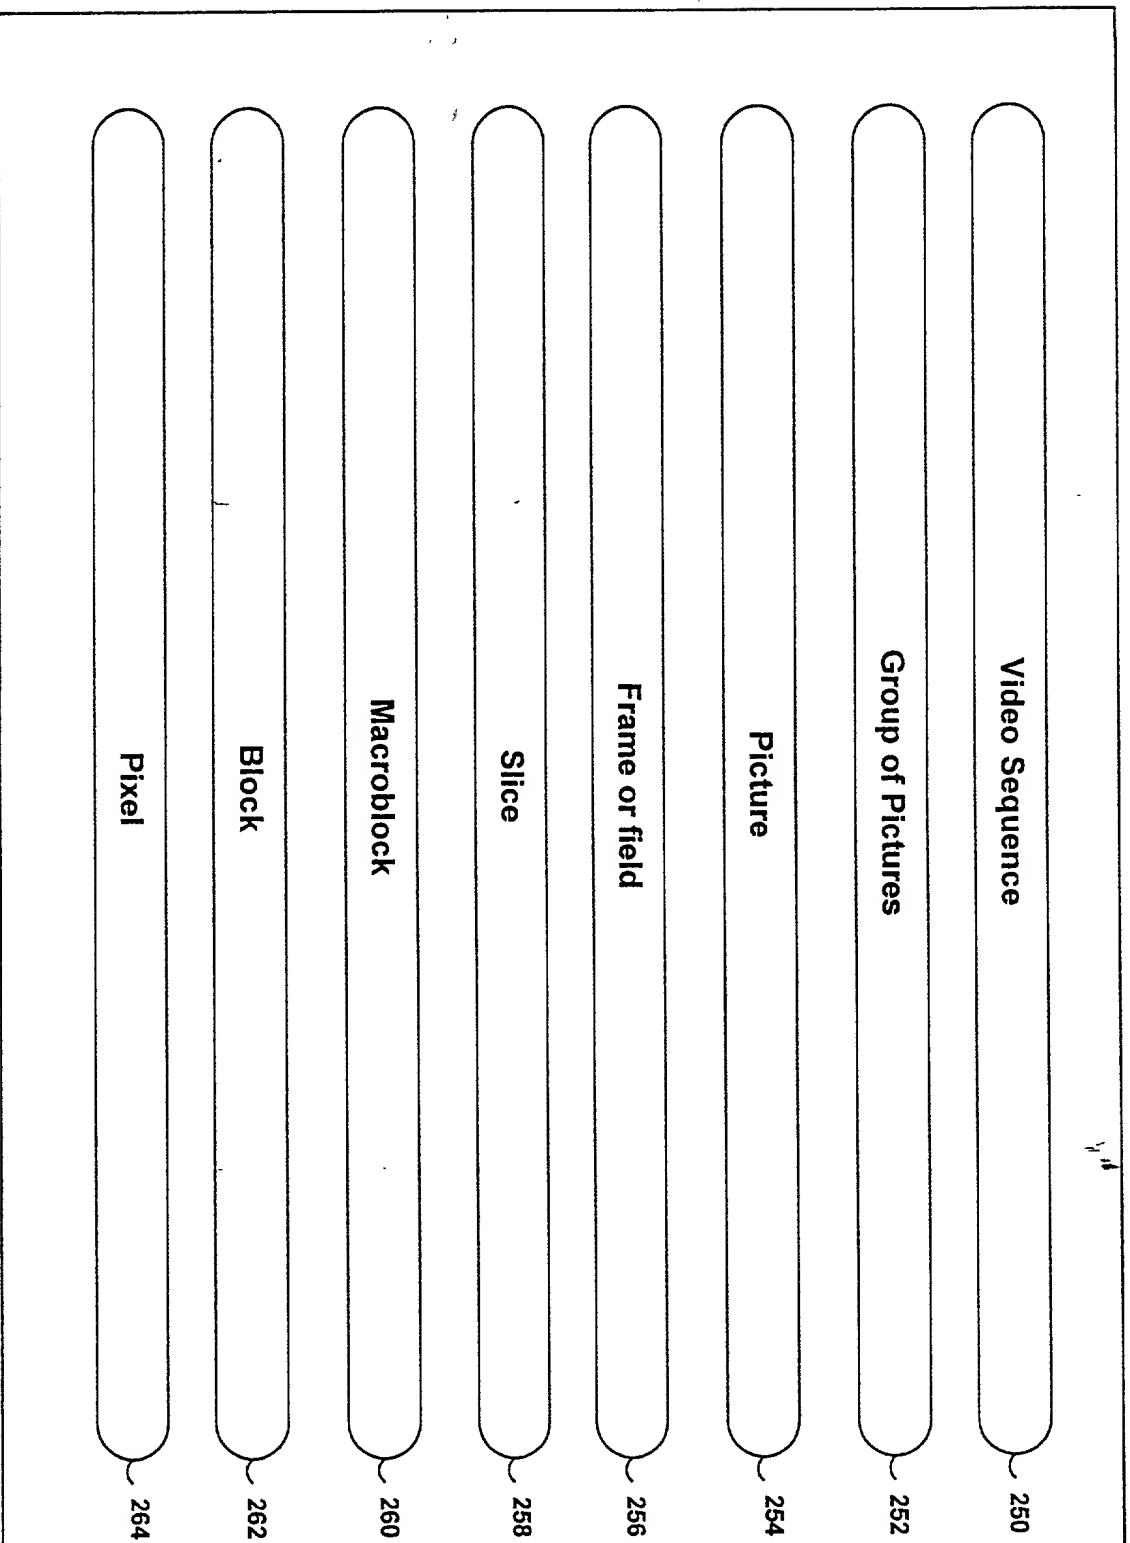 Video Sequence 250
Group of Pictures 252
Picture 254
Frame or field 256
Slice 258
Macroblock 260
Block 262
Pixel 264